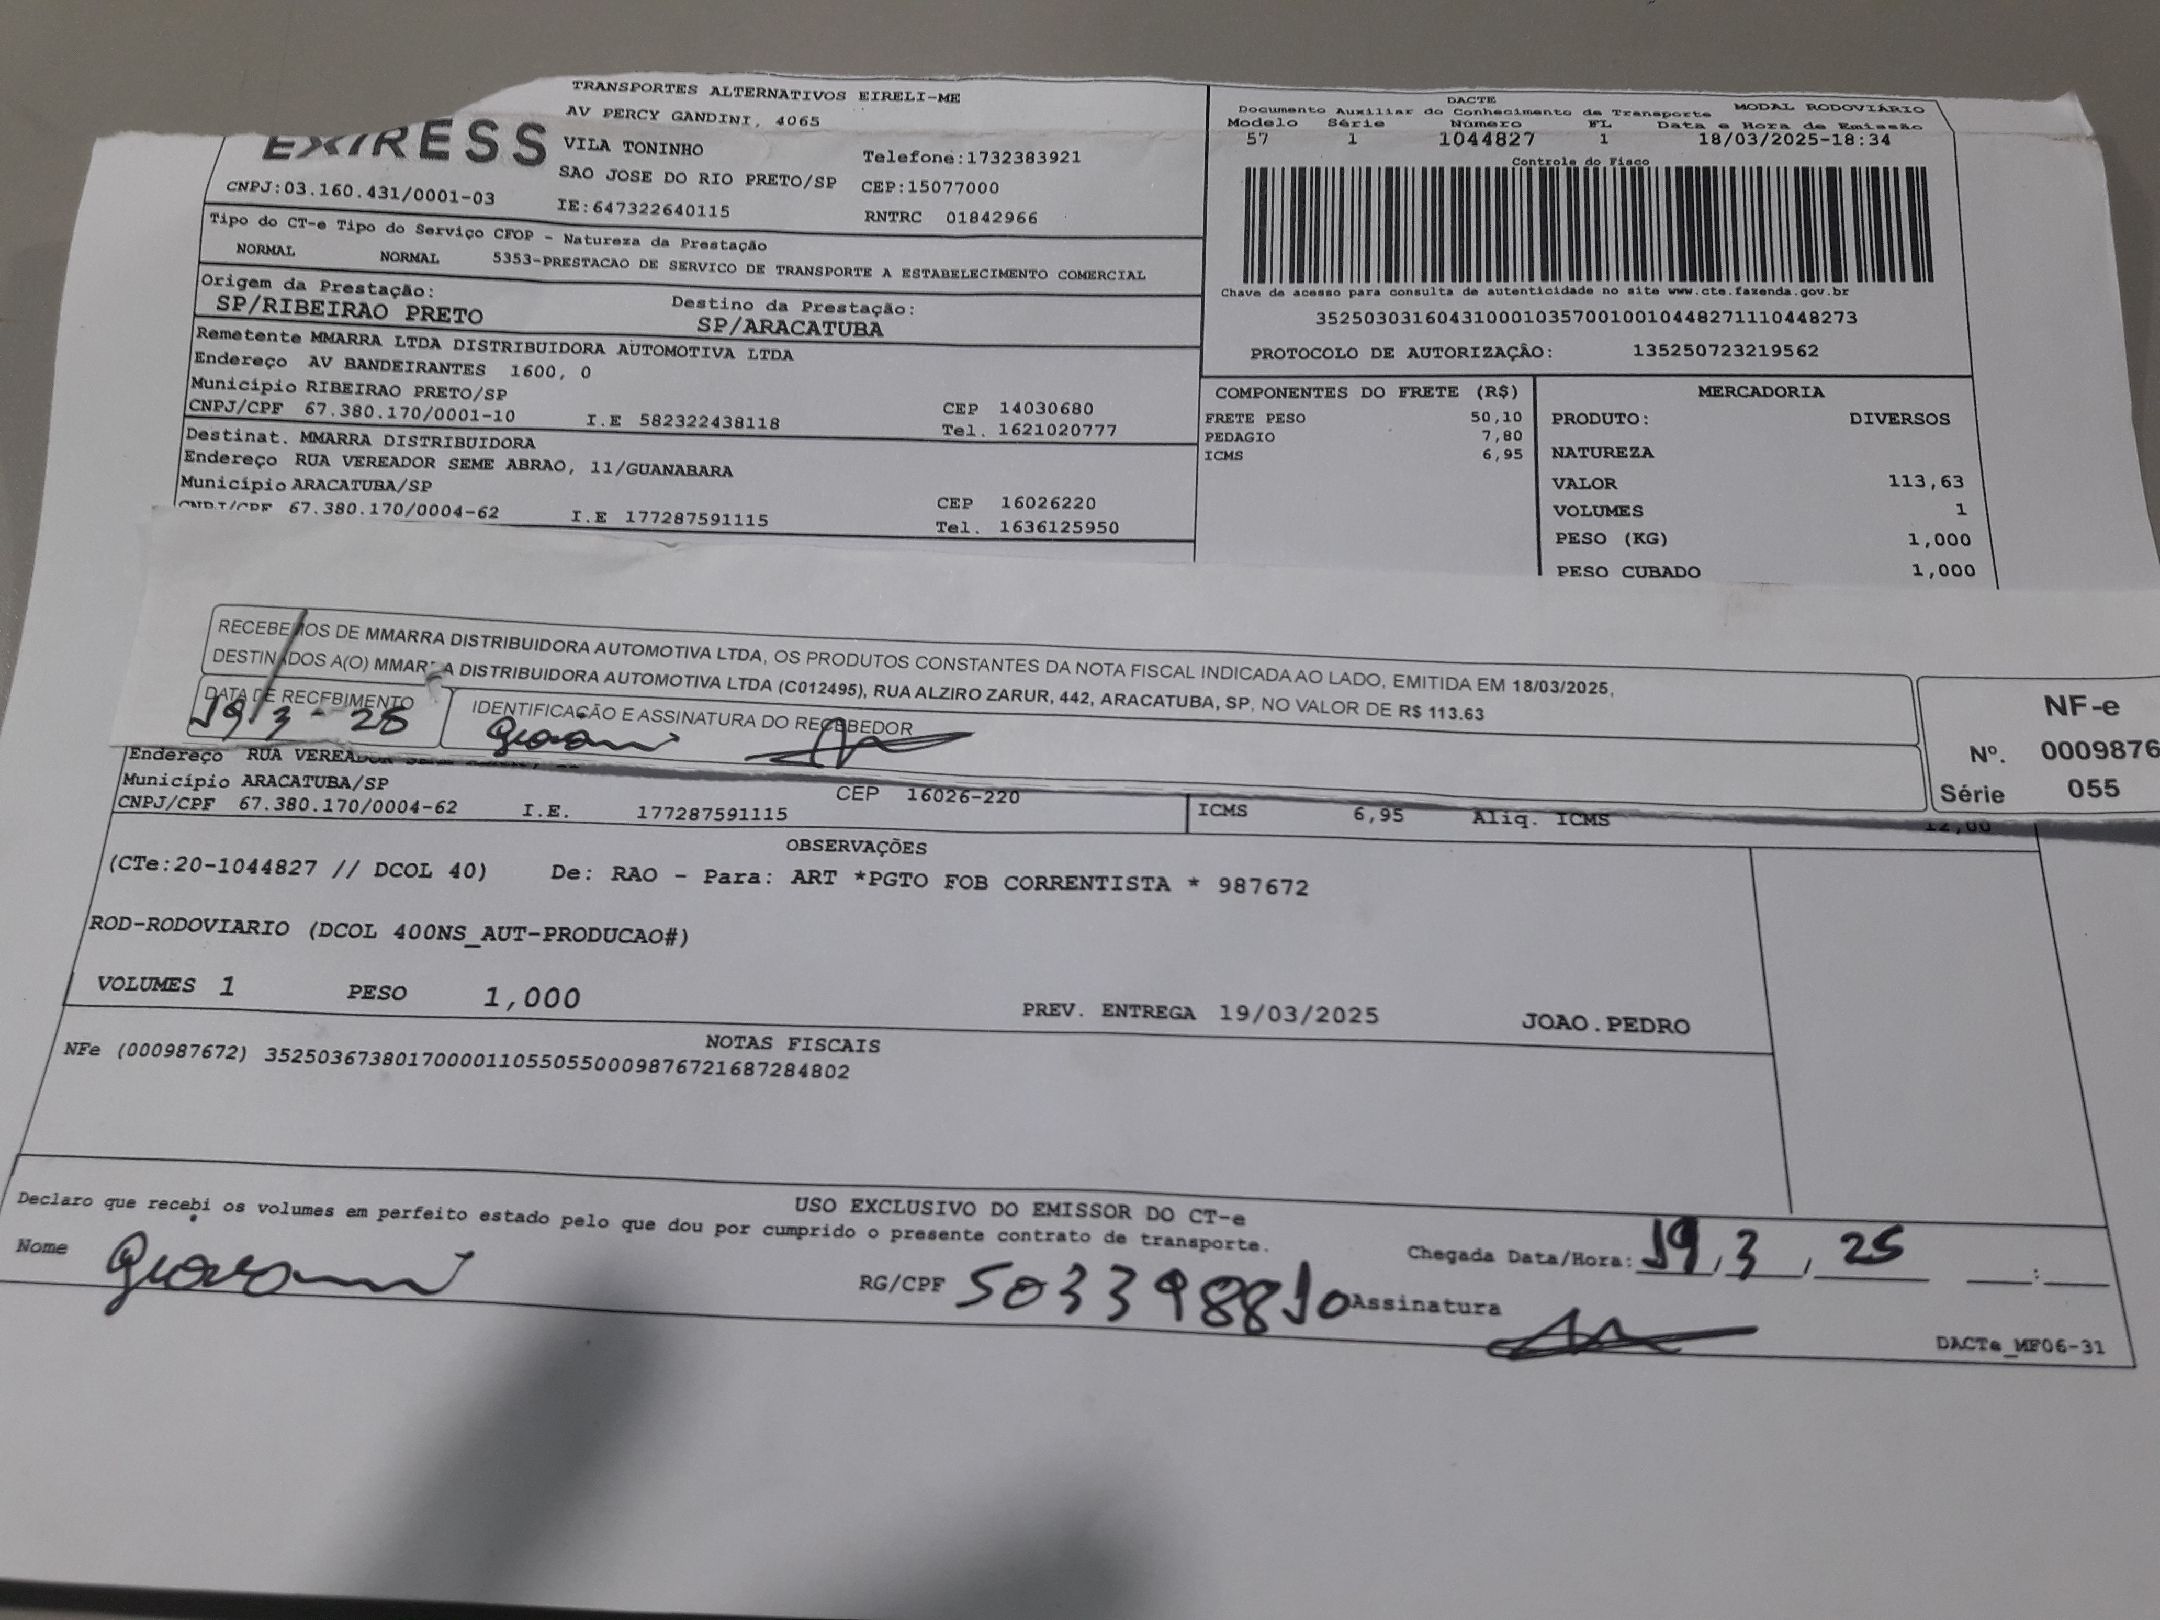 TRANSPORTES ALTERNATIVOS EIRELI-ME
AV PERCY GANDINI, 4065
EXPRESS
VILA TONINHO
Telefone:1732383921
SAO JOSE DO RIO PRETO/SP CEP:15077000
CNPJ:03.160.431/0001-03 IE:647322640115 RNTRC 01842966
Tipo do CT-e Tipo do Serviço CFOP - Natureza da Prestação
NORMAL NORMAL 5353-PRESTACAO DE SERVICO DE TRANSPORTE A ESTABELECIMENTO COMERCIAL
Origem da Prestação: Destino da Prestação:
SP/RIBEIRAO PRETO SP/ARACATUBA
Remetente MMARRA LTDA DISTRIBUIDORA AUTOMOTIVA LTDA
Endereço AV BANDEIRANTES 1600, 0
Município RIBEIRAO PRETO/SP CEP 14030680
CNPJ/CPF 67.380.170/0001-10 I.E 582322438118 Tel. 1621020777
Destinat. MMARRA DISTRIBUIDORA
Endereço RUA VEREADOR SEME ABRAO, 11/GUANABARA
Município ARACATUBA/SP CEP 16026220
CNPJ/CPF 67.380.170/0004-62 I.E 177287591115 Tel. 1636125950
DACTE MODAL RODOVIÁRIO
Documento Auxiliar do Conhecimento de Transporte
Modelo Série Número FL Data e Hora de Emissão
57 1 1044827 1 18/03/2025-18:34
Controle do Fisco
Chave de acesso para consulta de autenticidade no site www.cte.fazenda.gov.br
35250303160431000103570010010448271110448273
PROTOCOLO DE AUTORIZAÇÃO: 135250723219562
COMPONENTES DO FRETE (R$)
FRETE PESO 50,10
PEDAGIO 7,80
ICMS 6,95
MERCADORIA
PRODUTO: DIVERSOS
NATUREZA
VALOR 113,63
VOLUMES 1
PESO (KG) 1,000
PESO CUBADO 1,000
RECEBEMOS DE MMARRA DISTRIBUIDORA AUTOMOTIVA LTDA, OS PRODUTOS CONSTANTES DA NOTA FISCAL INDICADA AO LADO, EMITIDA EM 18/03/2025,
DESTINADOS A(O) MMARRA DISTRIBUIDORA AUTOMOTIVA LTDA (C012495), RUA ALZIRO ZARUR, 442, ARACATUBA, SP, NO VALOR DE R$ 113.63
DATA DE RECEBIMENTO IDENTIFICAÇÃO E ASSINATURA DO RECEBEDOR
19/3-25 Giovani
NF-e
Nº. 0009876
Série 055
Endereço RUA VEREADOR
Município ARACATUBA/SP CEP 16026-220
CNPJ/CPF 67.380.170/0004-62 I.E. 177287591115
ICMS 6,95 Aliq. ICMS 12,00
OBSERVAÇÕES
(CTe:20-1044827 // DCOL 40) De: RAO - Para: ART *PGTO FOB CORRENTISTA * 987672
ROD-RODOVIARIO (DCOL 400NS_AUT-PRODUCAO#)
VOLUMES 1 PESO 1,000 PREV. ENTREGA 19/03/2025 JOAO.PEDRO
NOTAS FISCAIS
NFe (000987672) 35250367380170000110550550009876721687284802
USO EXCLUSIVO DO EMISSOR DO CT-e
Declaro que recebi os volumes em perfeito estado pelo que dou por cumprido o presente contrato de transporte.
Chegada Data/Hora: 19/3/25 :
Nome Giovani RG/CPF 503398810 Assinatura
DACTe_MF06-31